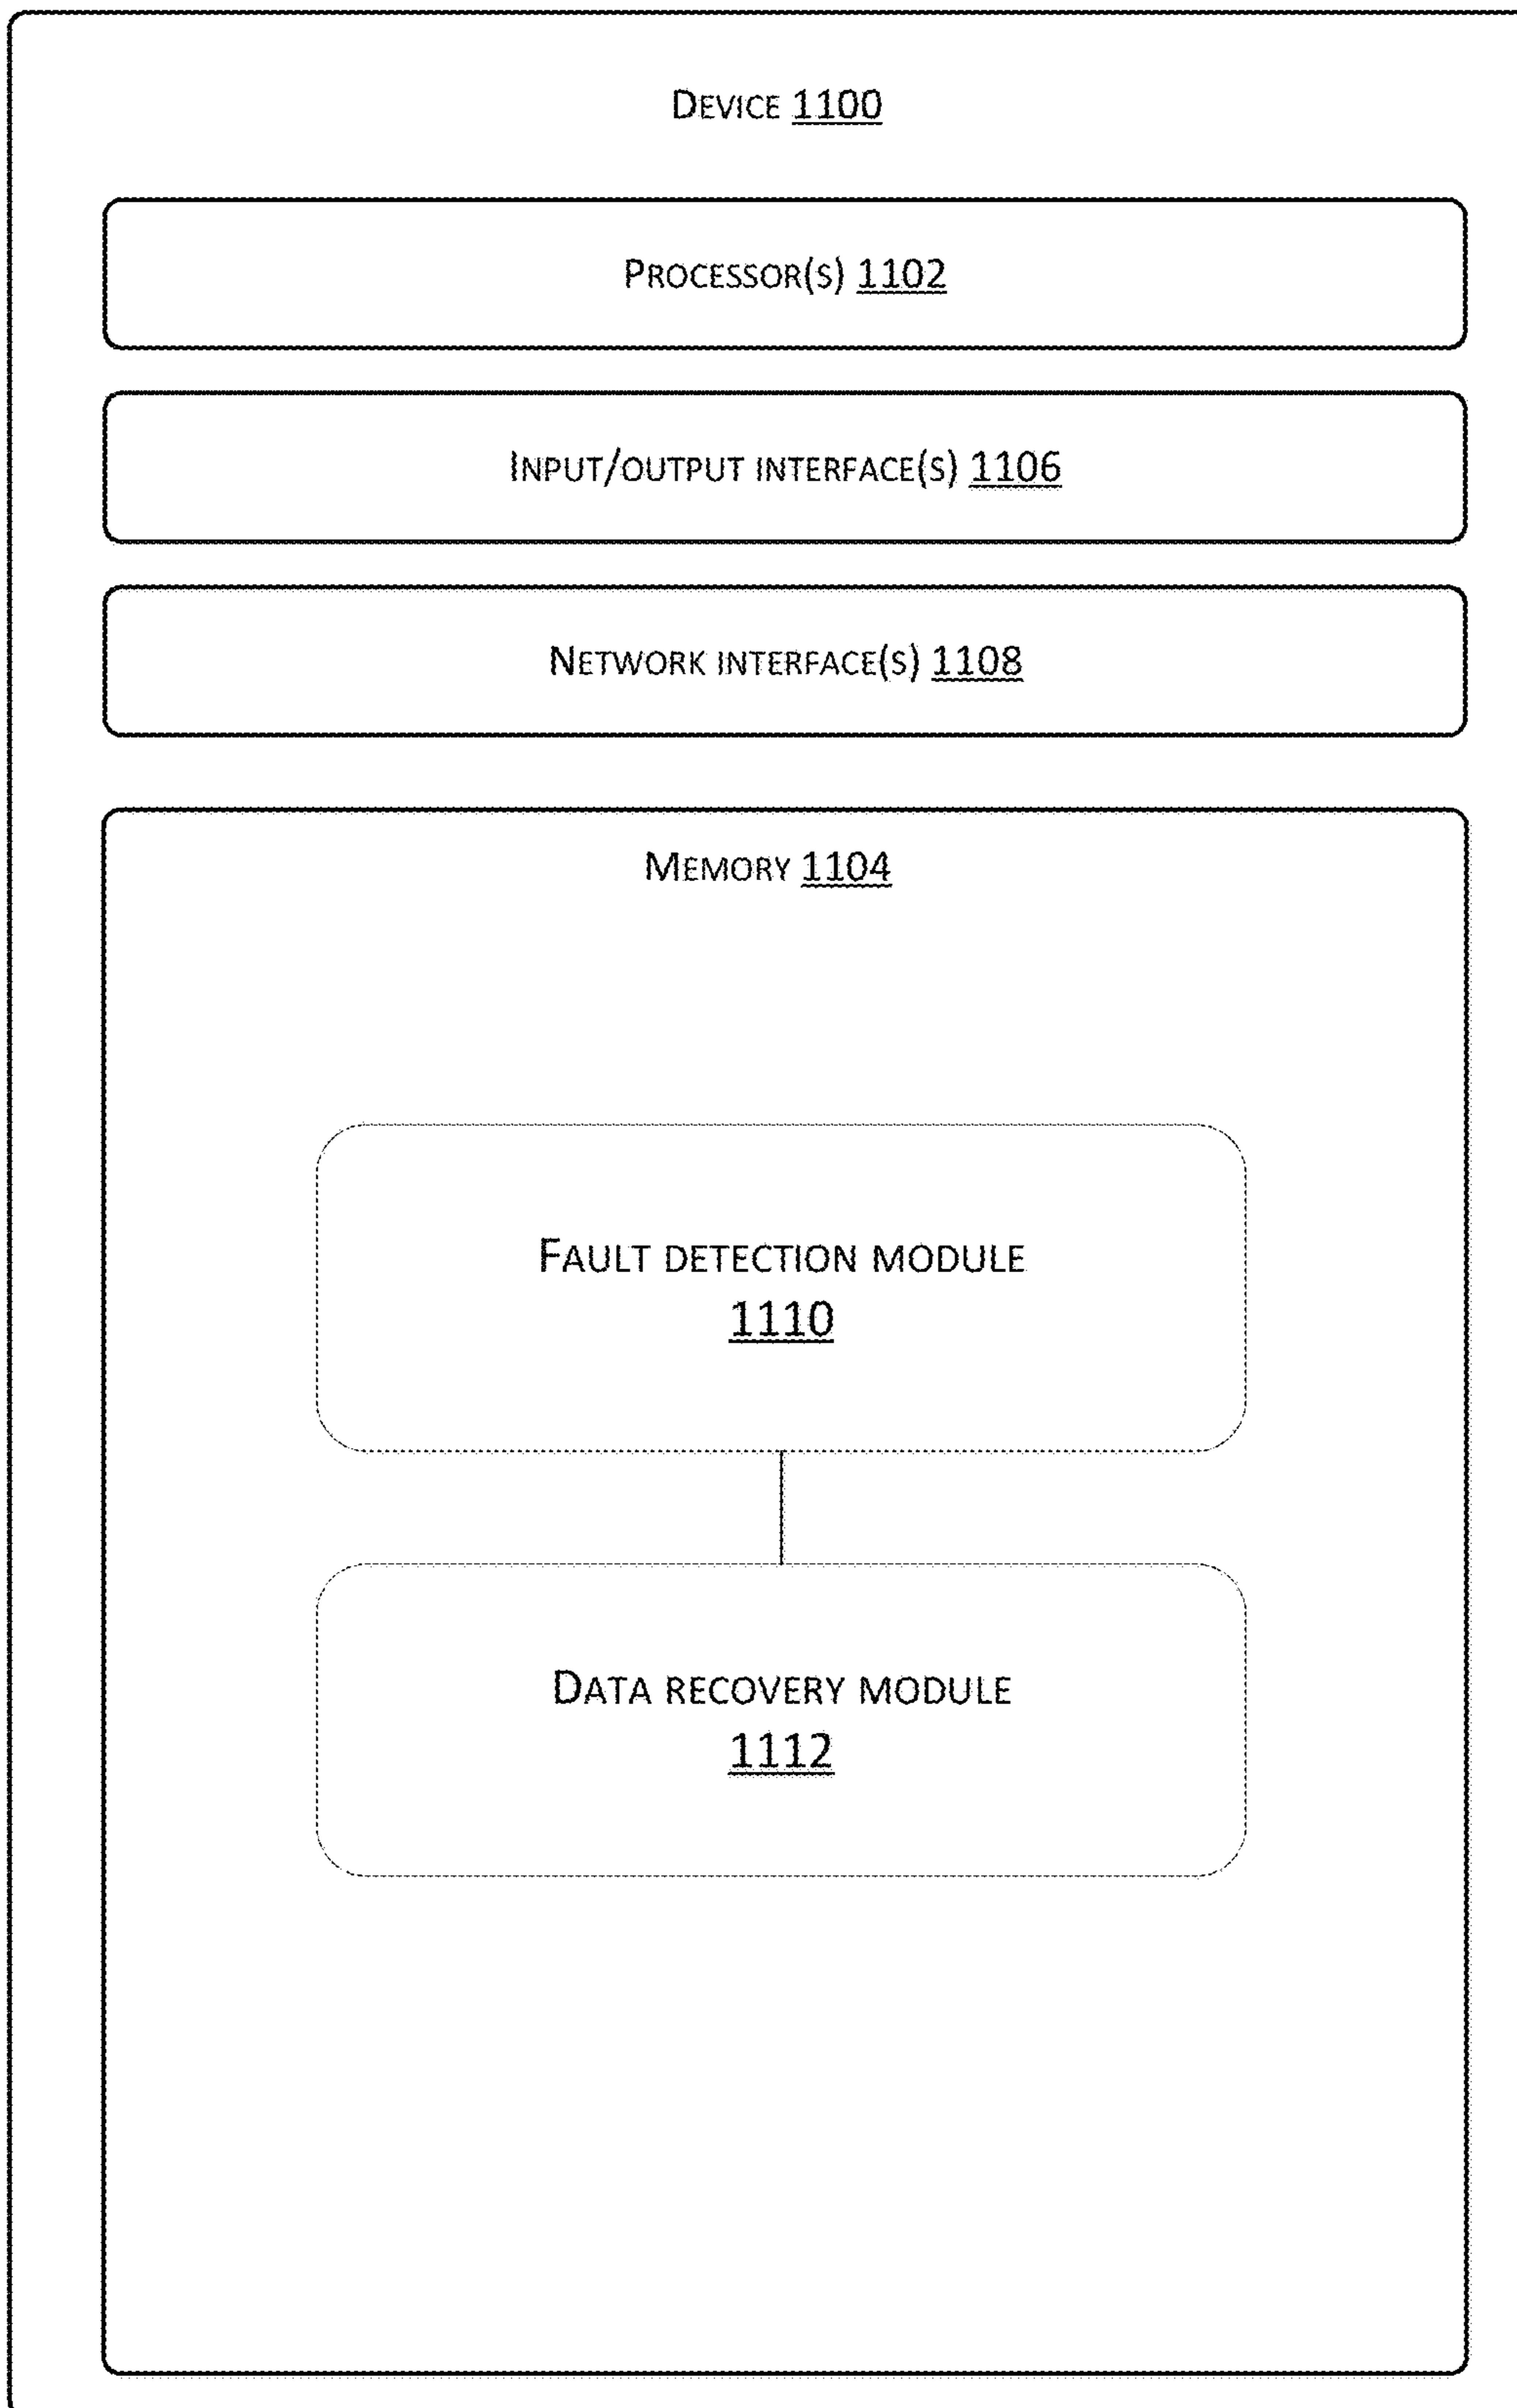 Device 1100
Processor(s) 1102
Input/output interface(s) 1106
Network interface(s) 1108
Memory 1104
Fault detection module
1110
Data recovery module
1112